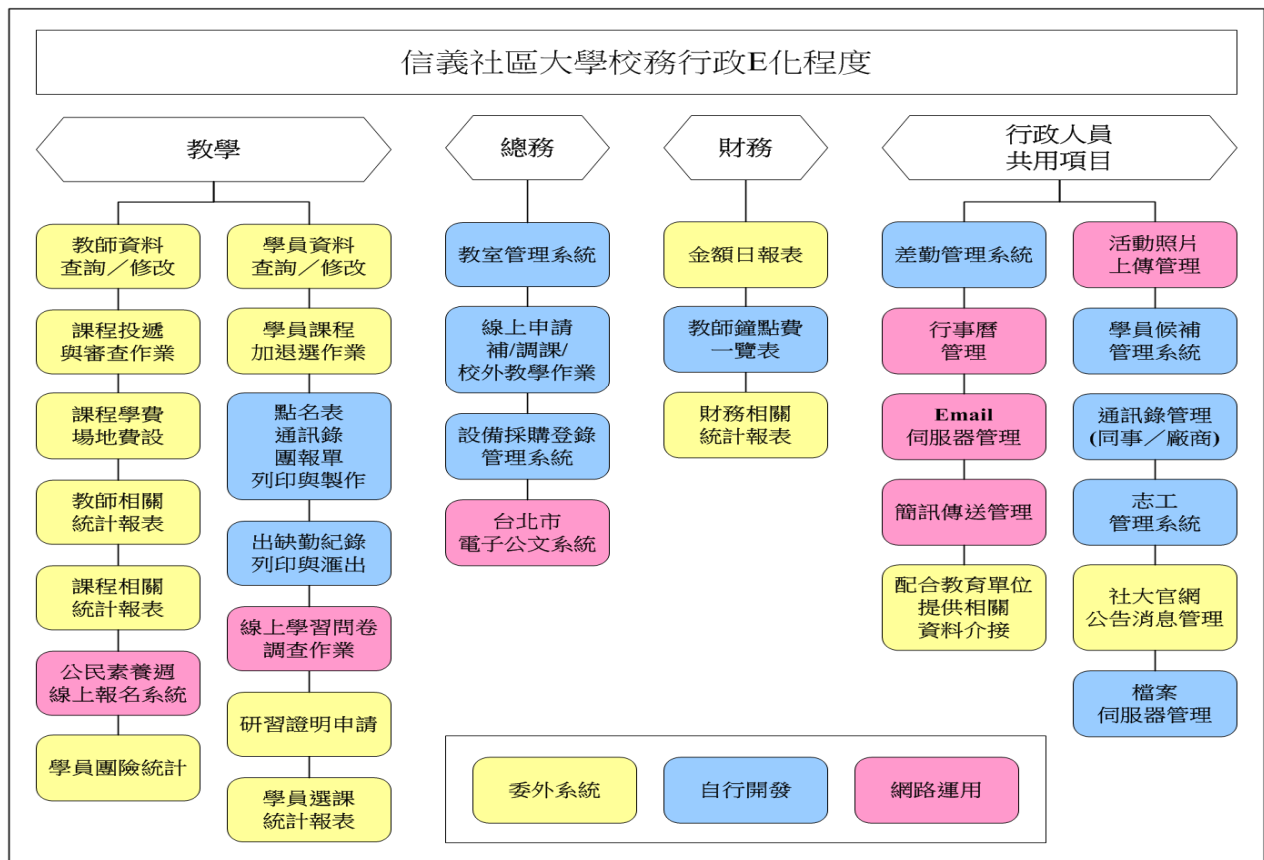 信義社區大學校務行政E化程度
教學
教師資料
查詢／修改
課程投遞
與審查作業
課程學費
場地費設
教師相關
統計報表
課程相關
統計報表
公民素養週
線上報名系統
學員團險統計
學員資料
查詢／修改
學員課程
加退選作業
點名表
通訊錄
團報單
列印與製作
出缺勤紀錄
列印與滙出
線上學習問卷
調查作業
研習證明申請
學員選課
統計報表
總務
教室管理系統
線上申請
補/調課/
校外教學作業
設備採購登錄
管理系統
台北市
電子公文系統
財務
金額日報表
教師鐘點費
一覽表
財務相關
統計報表
行政人員
共用項目
差勤管理系統
行事曆
管理
Email
伺服器管理
簡訊傳送管理
配合教育單位
提供相關
資料介接
活動照片
上傳管理
學員候補
管理系統
通訊錄管理
(同事／廠商)
志工
管理系統
社大官網
公告消息管理
檔案
伺服器管理
委外系統
自行開發
網路運用